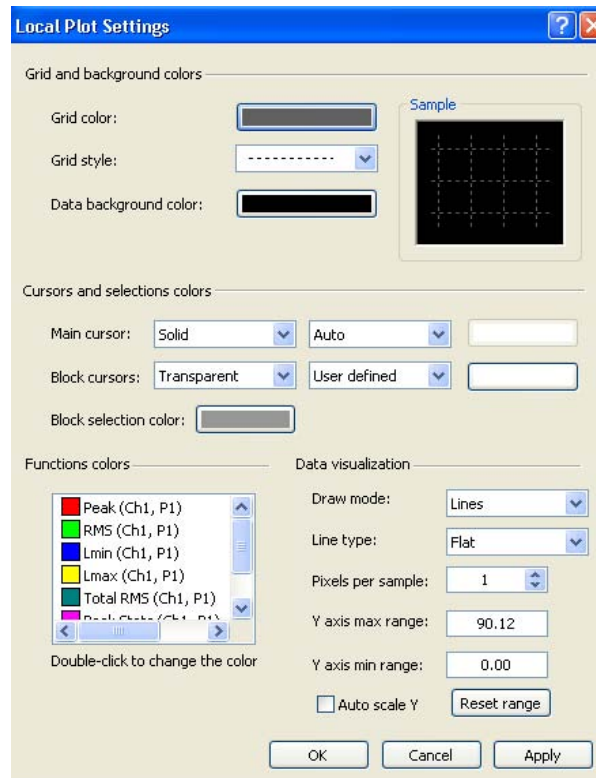 Local Plot Settings
Grid and background colors
Grid color:
Grid style:
Data background color:
Sample
Cursors and selections colors
Main cursor: Solid Auto
Block cursors: Transparent User defined
Block selection color:
Functions colors
Peak (Ch1, P1)
RMS (Ch1, P1)
Lmin (Ch1, P1)
Lmax (Ch1, P1)
Total RMS (Ch1, P1)
Double-click to change the color
Data visualization
Draw mode: Lines
Line type: Flat
Pixels per sample: 1
Y axis max range: 90.12
Y axis min range: 0.00
Auto scale Y Reset range
OK Cancel Apply